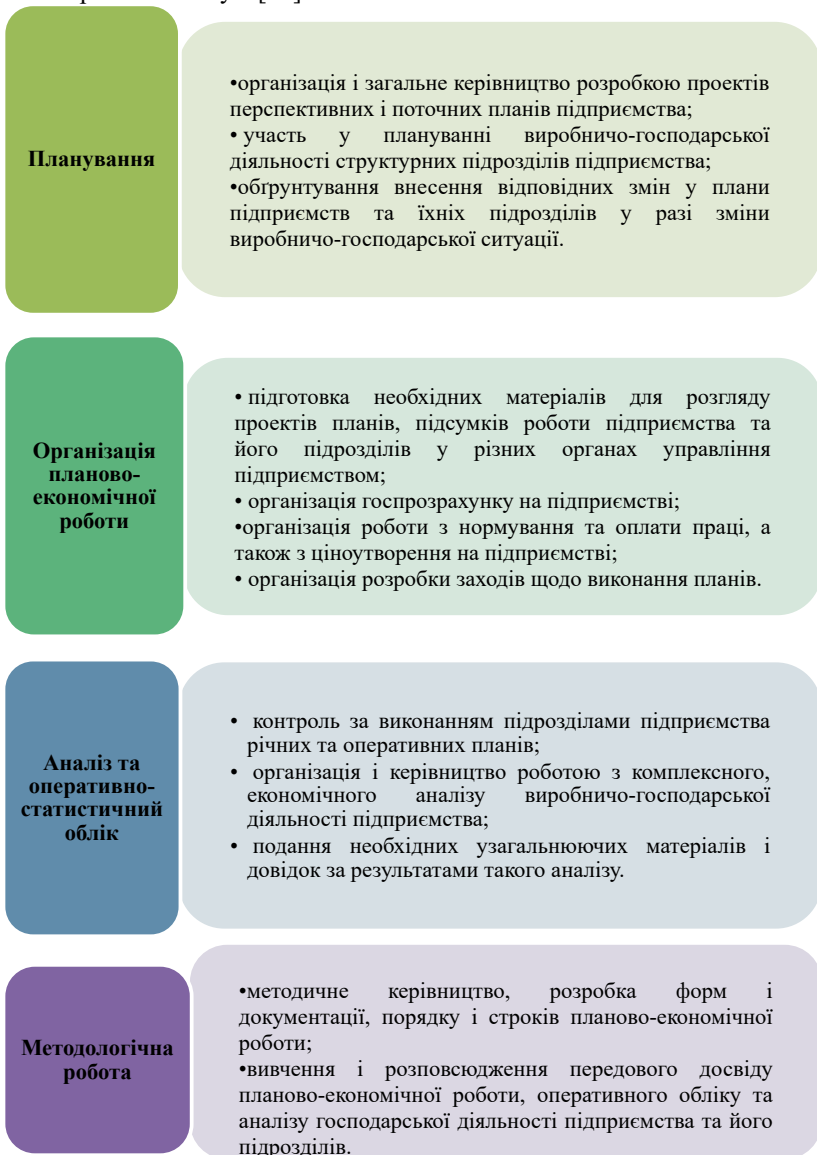 Планування
•організація і загальне керівництво розробкою проектів
перспективних і поточних планів підприємства;
• участь у плануванні виробничо-господарської
діяльності структурних підрозділів підприємства;
•обґрунтування внесення відповідних змін у плани
підприємств та їхніх підрозділів у разі зміни
виробничо-господарської ситуації.
Організація
планово-
економічної
роботи
• підготовка необхідних матеріалів для розгляду
проектів планів, підсумків роботи підприємства та
його підрозділів у різних органах управління
підприємством;
• організація госпрозрахунку на підприємстві;
•організація роботи з нормування та оплати праці, а
також з ціноутворення на підприємстві;
• організація розробки заходів щодо виконання планів.
Аналіз та
оперативно-
статистичний
облік
• контроль за виконанням підрозділами підприємства
річних та оперативних планів;
• організація і керівництво роботою з комплексного,
економічного аналізу виробничо-господарської
діяльності підприємства;
• подання необхідних узагальнюючих матеріалів і
довідок за результатами такого аналізу.
Методологічна
робота
•методичне керівництво, розробка форм і
документації, порядку і строків планово-економічної
роботи;
•вивчення і розповсюдження передового досвіду
планово-економічної роботи, оперативного обліку та
аналізу господарської діяльності підприємства та його
підрозділів.